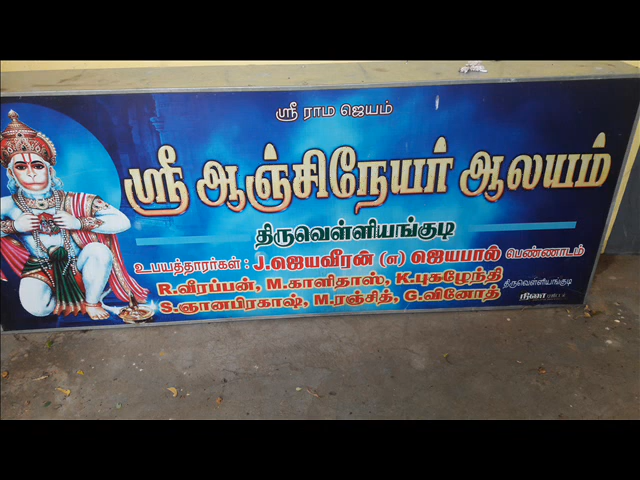 ஸ்ரீ ராம ஜெயம்
ஸ்ரீ ஆஞ்சிநேயர் ஆலயம்
திருவெள்ளியங்குடி
உபயத்தாரர்கள் : J.ஜெயவீரன் (எ) ஜெயபால் பெண்ணாடம்
R.வீரப்பன், M.காளிதாஸ், K.புகழேந்தி
S.ஞானபிரகாஷ், M.ரஞ்சித், G.வினோத்
திருவெள்ளியங்குடி